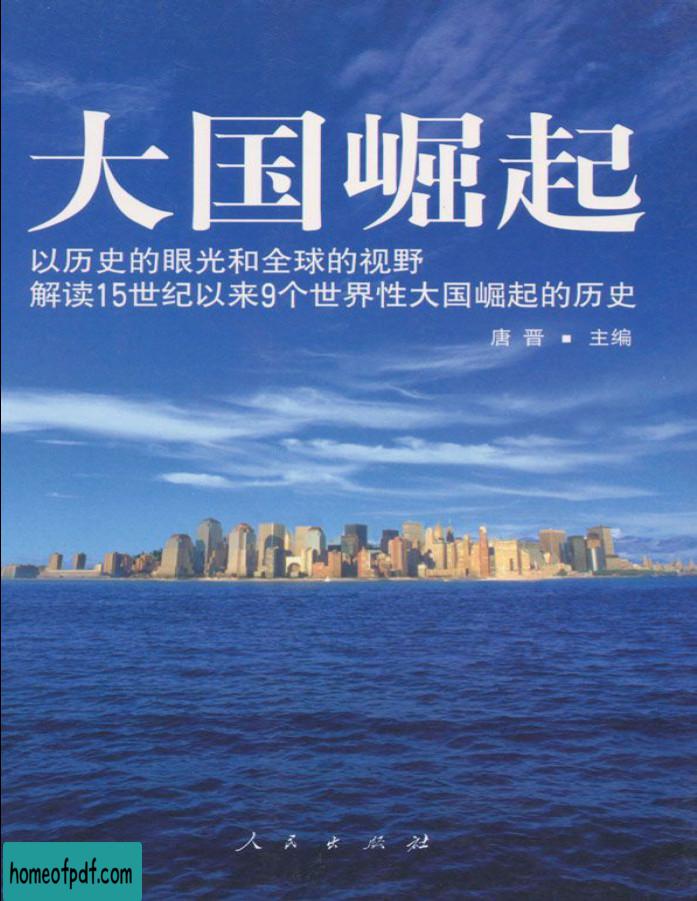 大国崛起
以历史的眼光和全球的视野
解读15世纪以来9个世界性大国崛起的历史
唐晋 ■ 主编
人民出版社
homeofpdf.com